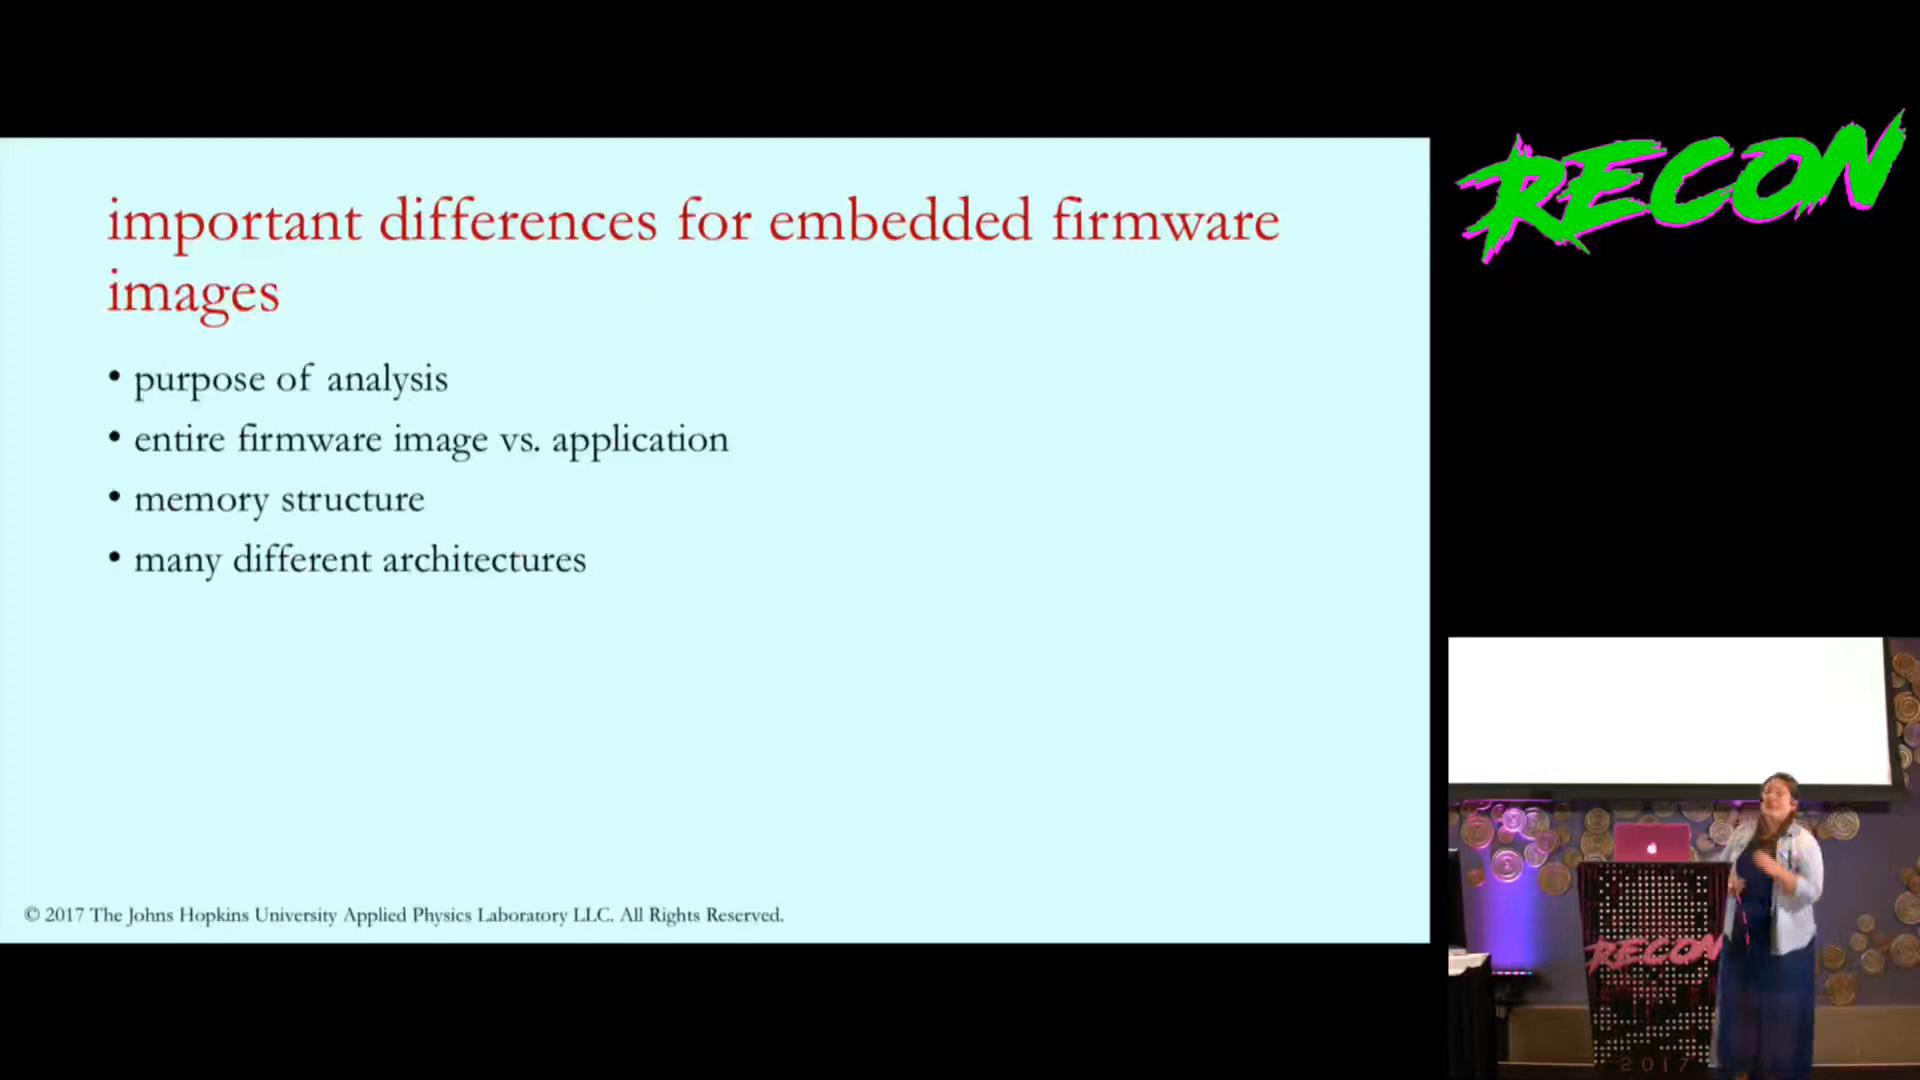 important differences for embedded firmware
images
• purpose of analysis
• entire firmware image vs. application
• memory structure
• many different architectures
© 2017 The Johns Hopkins University Applied Physics Laboratory LLC. All Rights Reserved.
RECON
RECON
2017